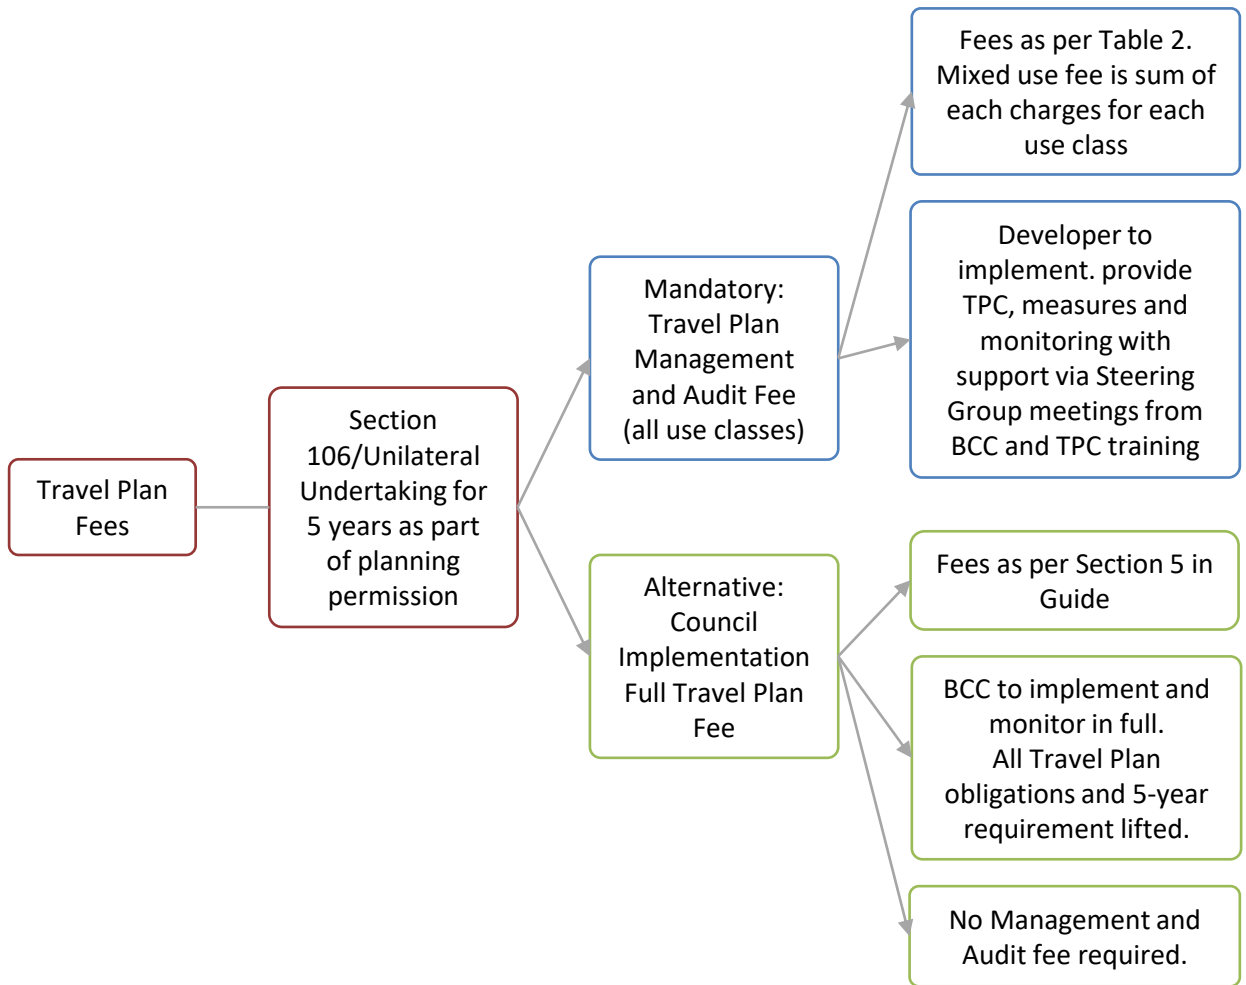 Travel Plan
Fees
Section
106/Unilateral
Undertaking for
5 years as part
of planning
permission
Mandatory:
Travel Plan
Management
and Audit Fee
(all use classes)
Fees as per Table 2.
Mixed use fee is sum of
each charges for each
use class
Developer to
implement. provide
TPC, measures and
monitoring with
support via Steering
Group meetings from
BCC and TPC training
Alternative:
Council
Implementation
Full Travel Plan
Fee
Fees as per Section 5 in
Guide
BCC to implement and
monitor in full.
All Travel Plan
obligations and 5-year
requirement lifted.
No Management and
Audit fee required.